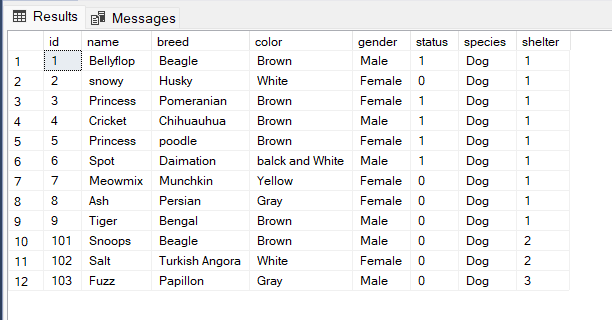 Results Messages
id name breed color gender status species shelter
1 1 Bellyflop Beagle Brown Male 1 Dog 1
2 2 snowy Husky White Female 0 Dog 1
3 3 Princess Pomeranian Brown Female 1 Dog 1
4 4 Cricket Chihuauhua Brown Male 1 Dog 1
5 5 Princess poodle Brown Female 1 Dog 1
6 6 Spot Daimation balck and White Male 1 Dog 1
7 7 Meowmix Munchkin Yellow Female 0 Dog 1
8 8 Ash Persian Gray Female 0 Dog 1
9 9 Tiger Bengal Brown Male 0 Dog 1
10 101 Snoops Beagle Brown Male 0 Dog 2
11 102 Salt Turkish Angora White Female 0 Dog 2
12 103 Fuzz Papillon Gray Male 0 Dog 3